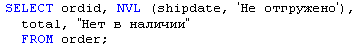 SELECT ordid, NVL (shipdate, 'Не отгружено'),
total, "Нет в наличии"
FROM order;